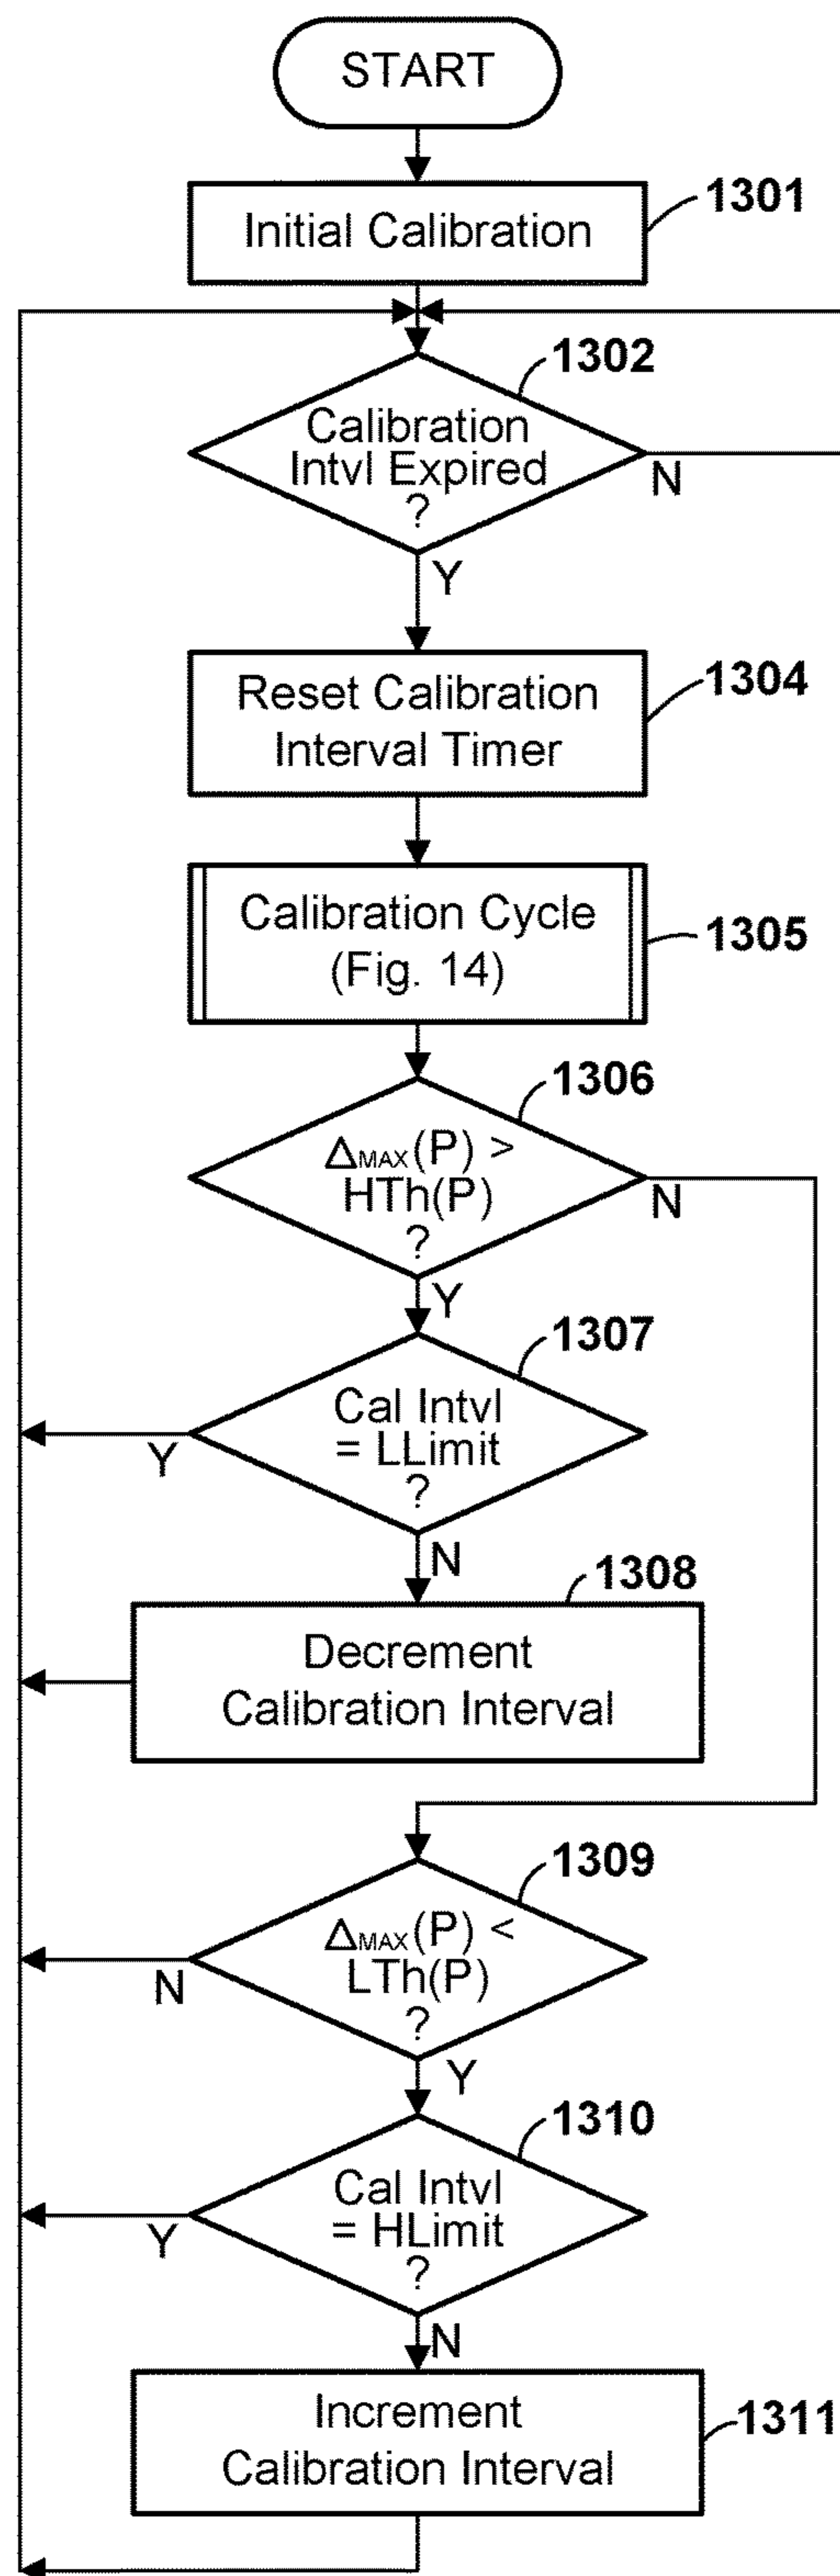 START
1301
Initial Calibration
1302
Calibration
Intvl Expired
?
N
Y
1304
Reset Calibration
Interval Timer
Calibration Cycle
1305
(Fig. 14)
1306
ΔMAX(P) >
HTh(P)
?
N
Y
1307
Cal Intvl
= LLimit
?
Y
N
1308
Decrement
Calibration Interval
1309
ΔMAX(P) <
LTh(P)
?
N
Y
1310
Cal Intvl
= HLimit
?
Y
N
Increment
1311
Calibration Interval